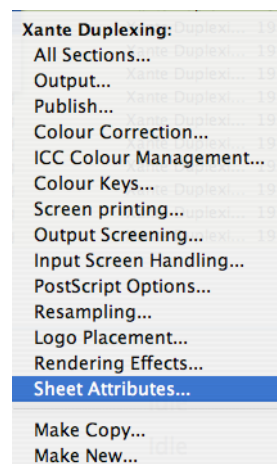 Xante Duplexing:
All Sections...
Output...
Publish...
Colour Correction...
ICC Colour Management...
Colour Keys...
Screen printing...
Output Screening...
Input Screen Handling...
PostScript Options...
Resampling...
Logo Placement...
Rendering Effects...
Sheet Attributes...
Make Copy...
Make New...